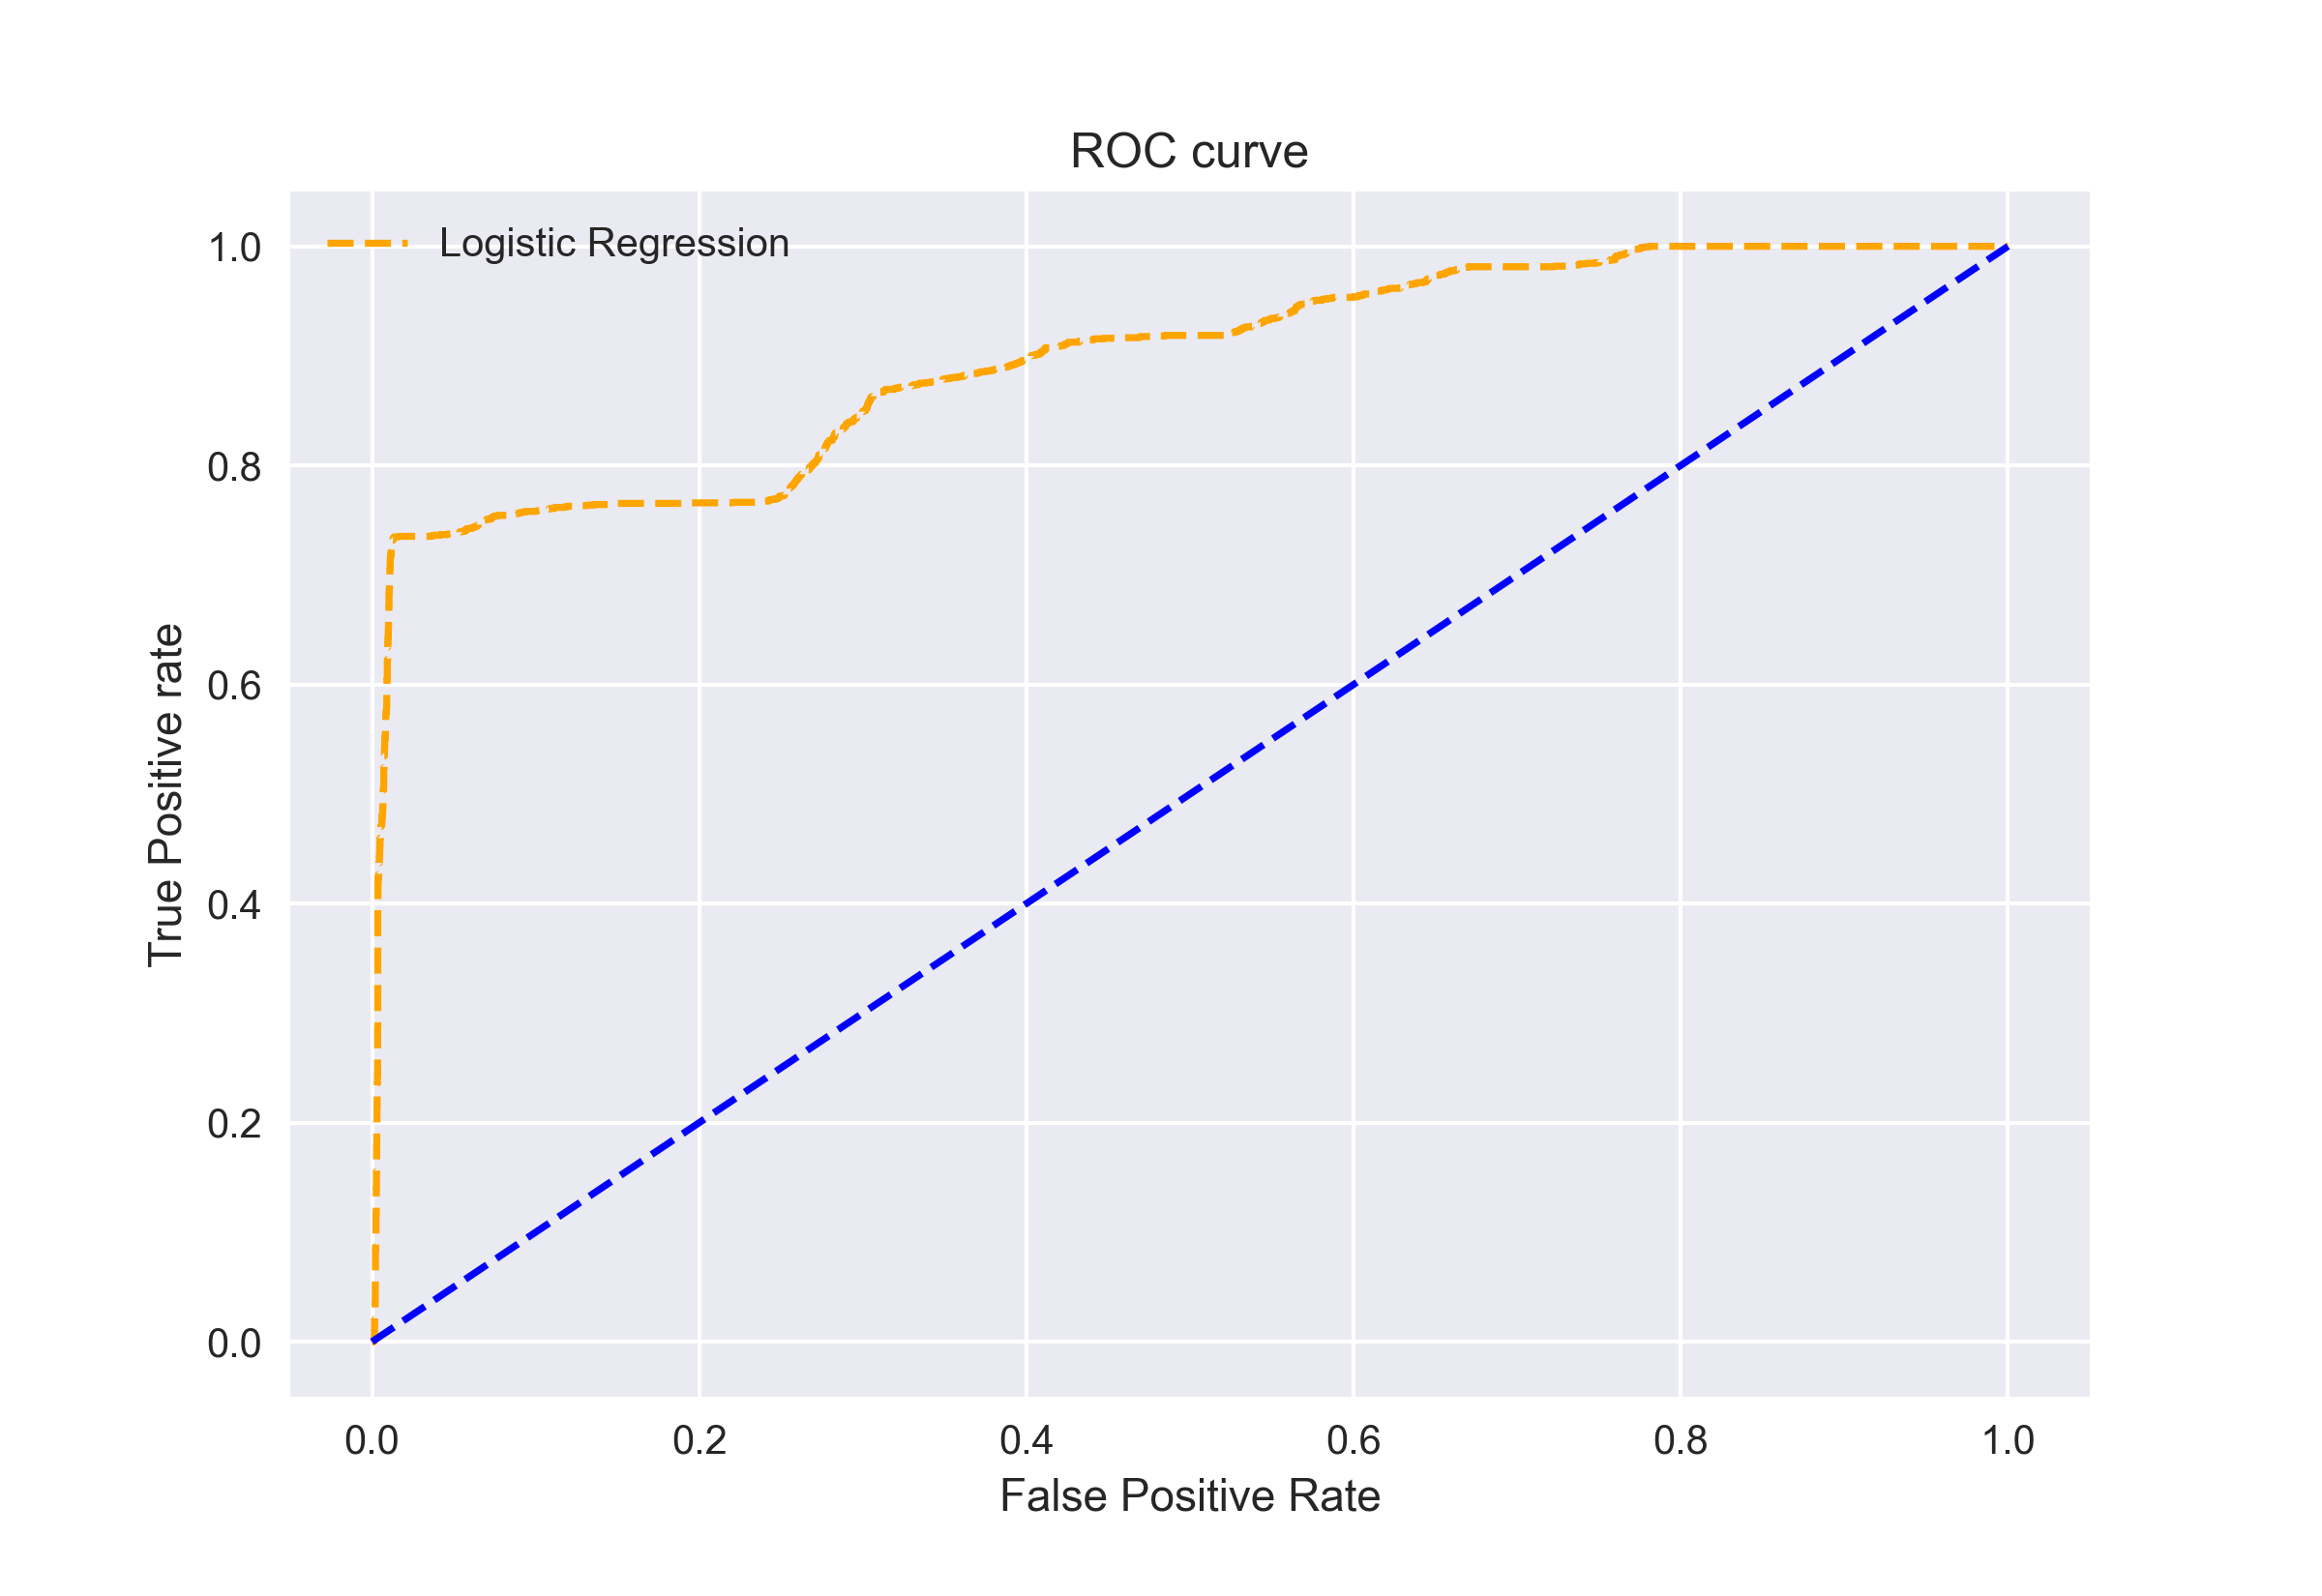 ROC curve
Logistic Regression
1.0
0.8
0.6
0.4
0.2
0.0
True Positive rate
0.0 0.2 0.4 0.6 0.8 1.0
False Positive Rate